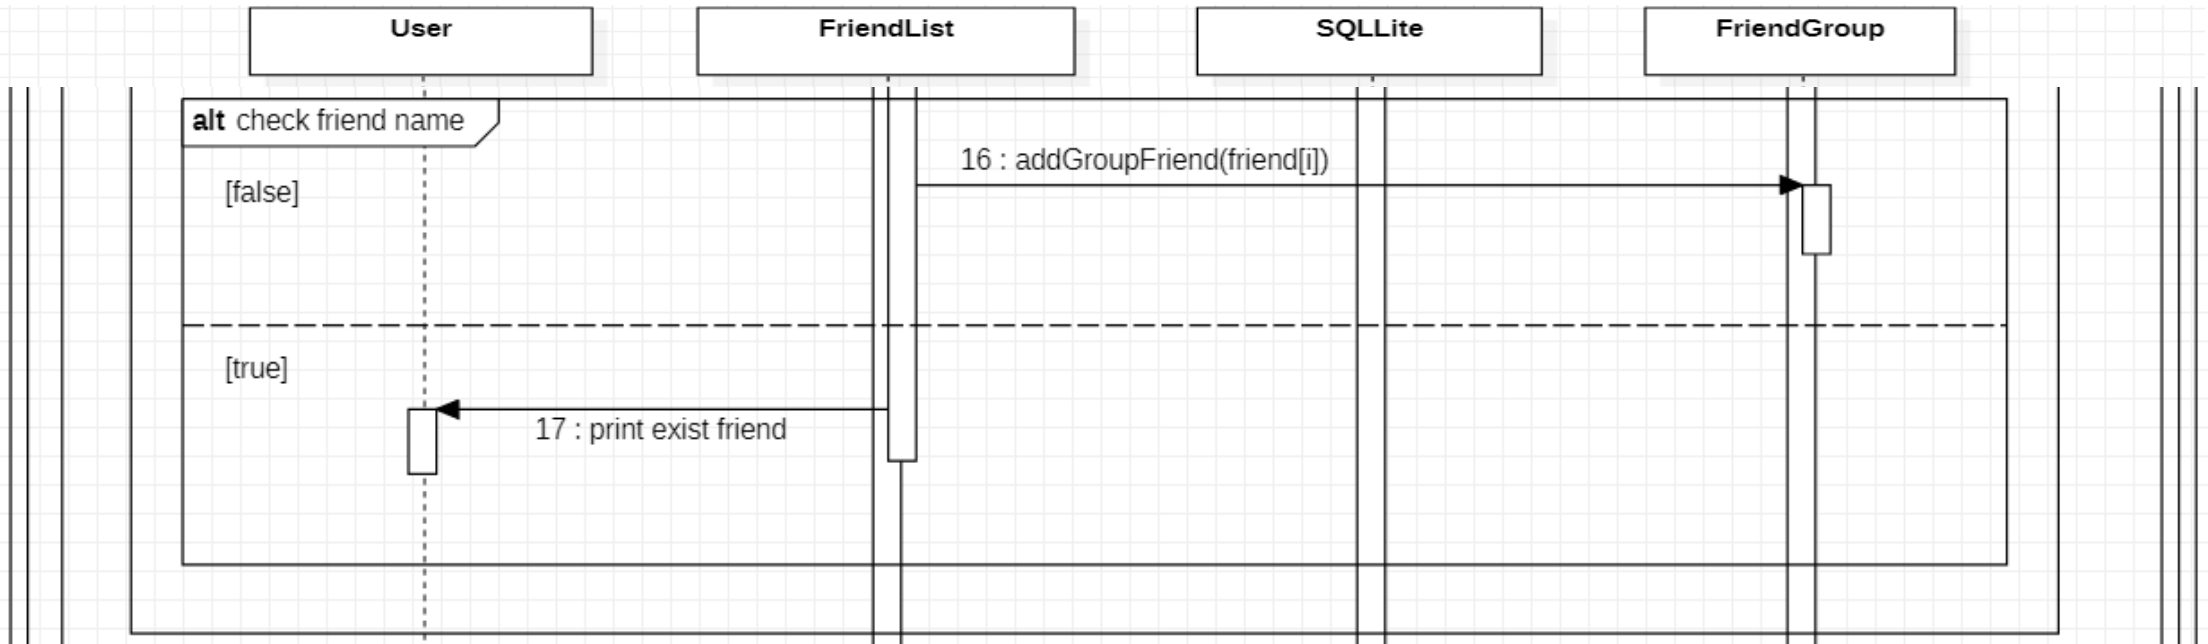 User
FriendList
SQLLite
FriendGroup
alt check friend name
16 : addGroupFriend(friend[i])
[false]
[true]
17 : print exist friend